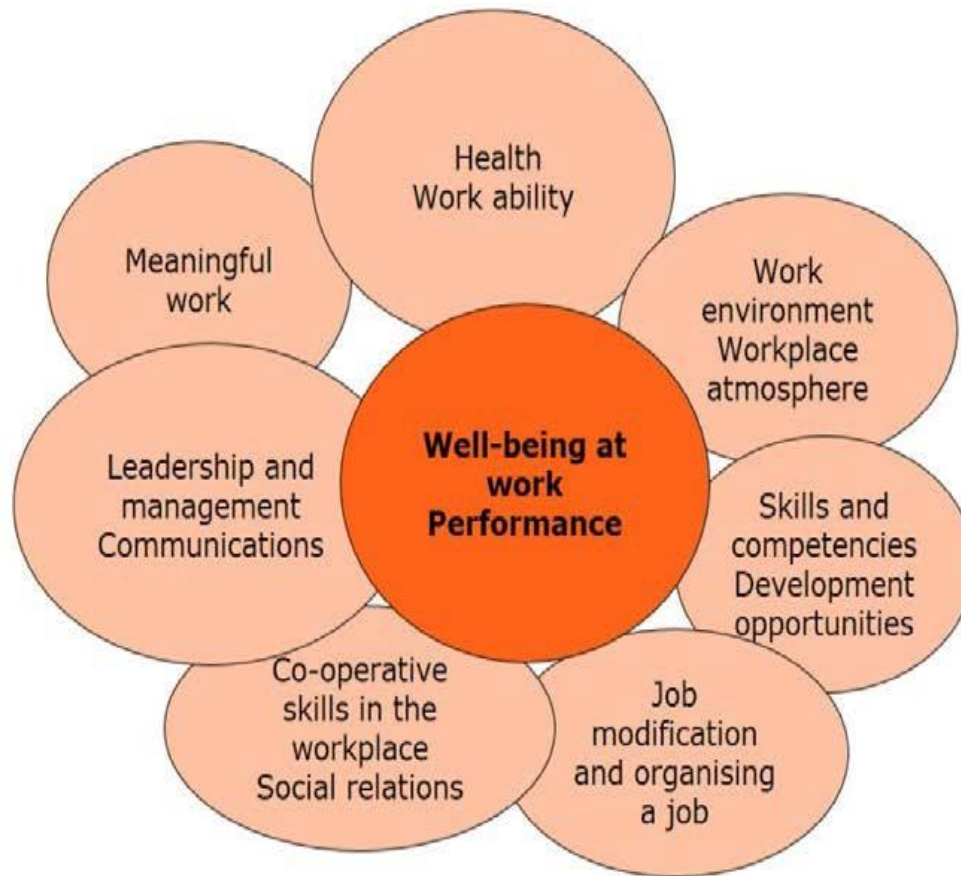 Health
Work ability
Meaningful
work
Work
environment
Workplace
atmosphere
Well-being at
work
Performance
Leadership and
management
Communications
Skills and
competencies
Development
opportunities
Co-operative
skills in the
workplace
Social relations
Job
modification
and organising
a job